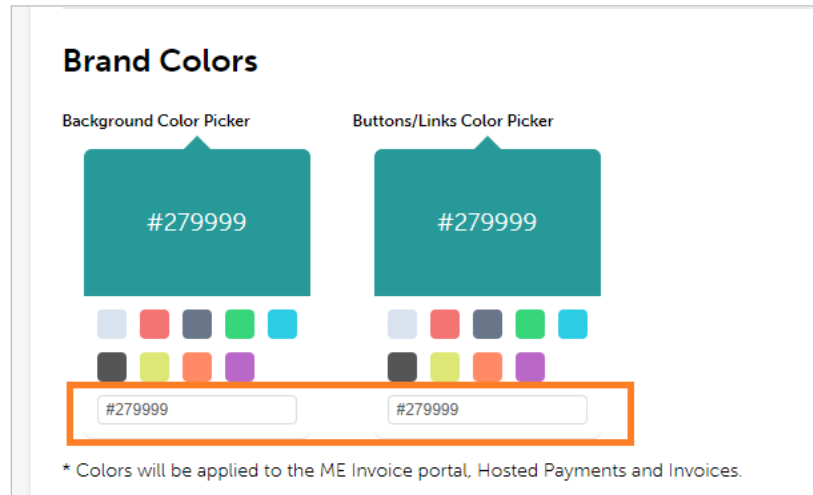 Brand Colors
Background Color Picker
Buttons/Links Color Picker
#279999
#279999
#279999
#279999
* Colors will be applied to the ME Invoice portal, Hosted Payments and Invoices.